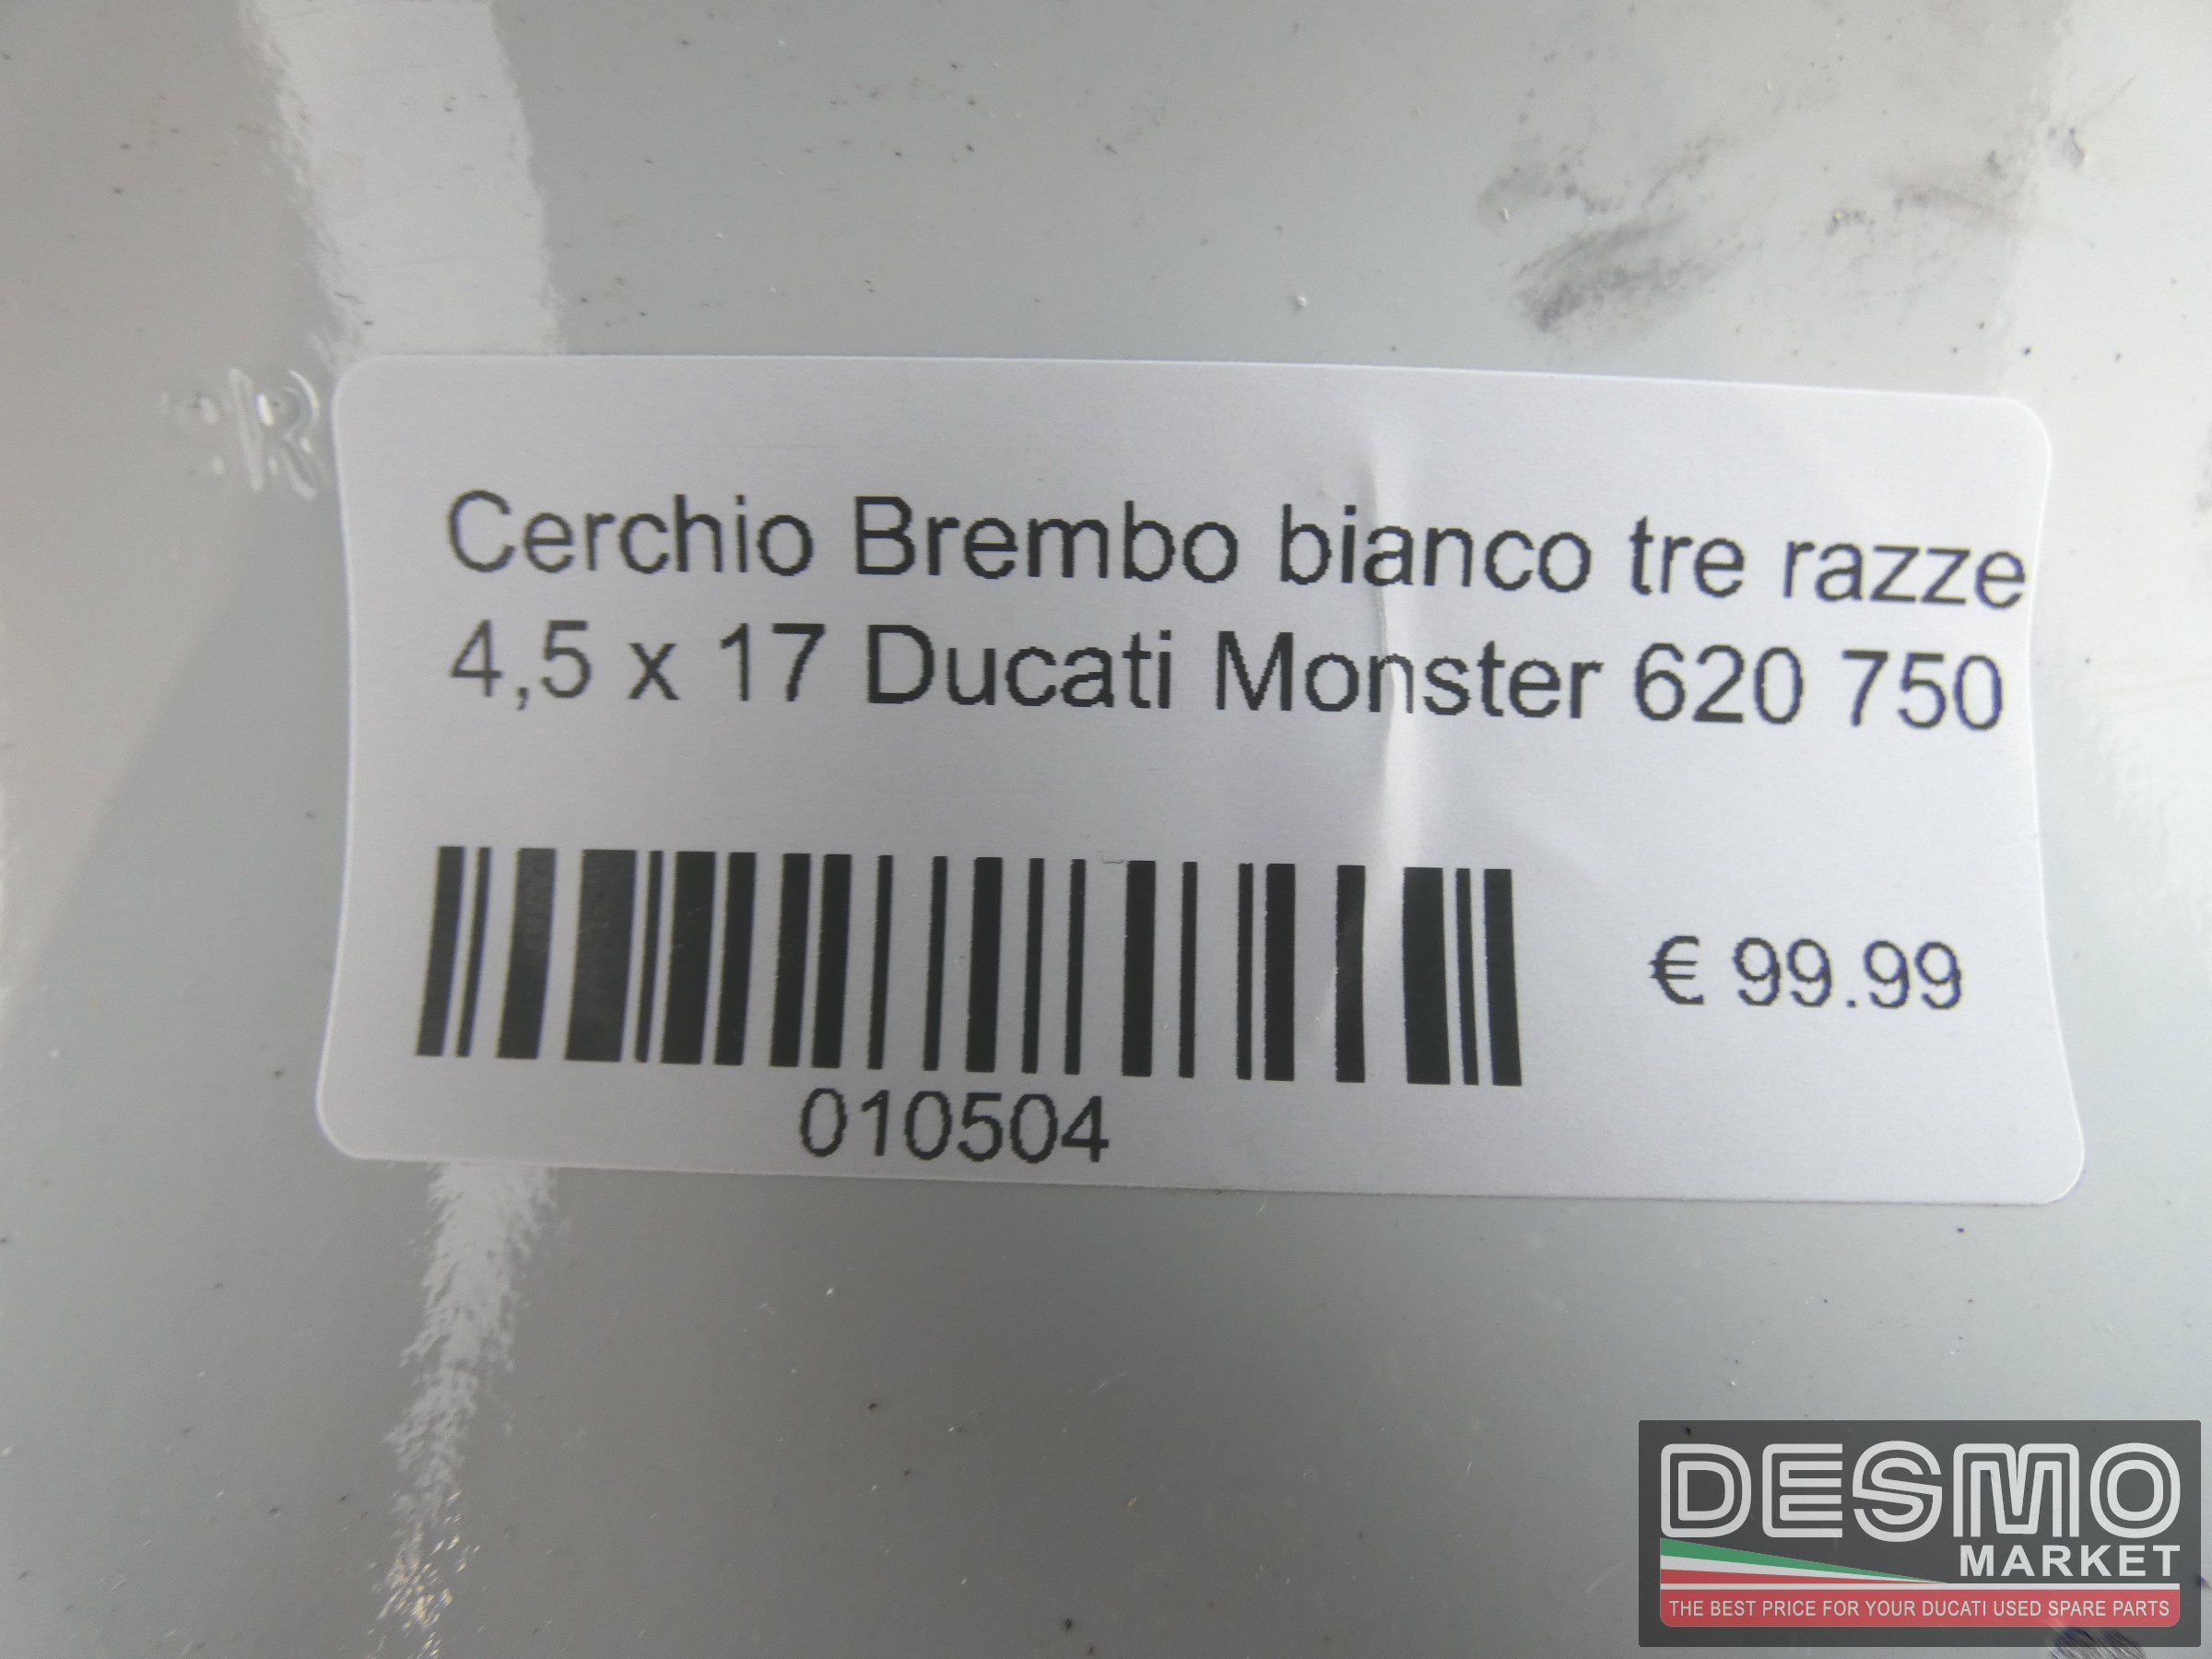 Cerchio Brembo bianco tre razze
4,5 x 17 Ducati Monster 620 750
€ 99.99
010504
DESMO
MARKET
THE BEST PRICE FOR YOUR DUCATI USED SPARE PARTS